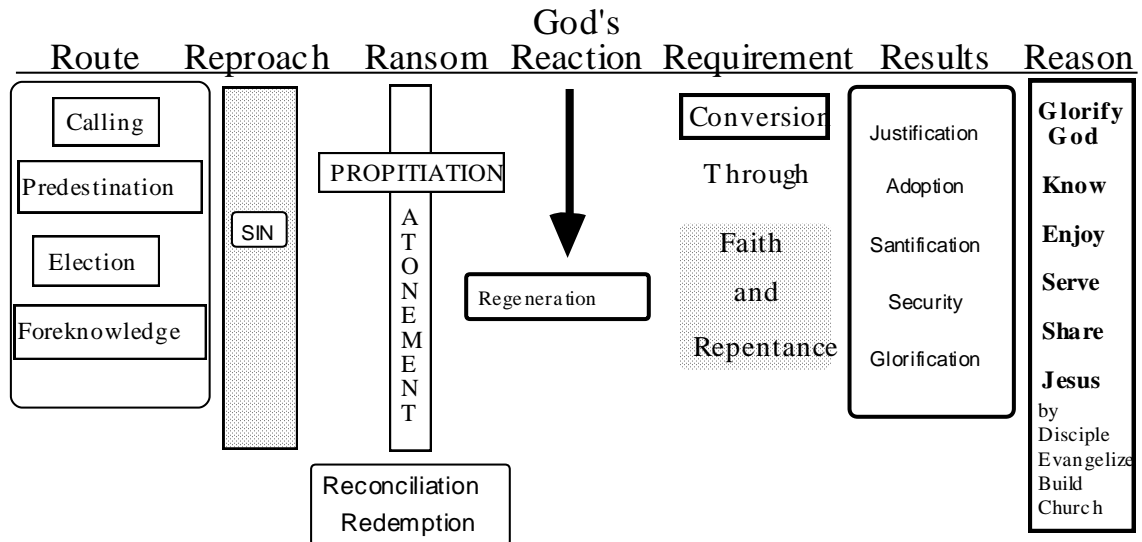 God's
Route Reproach Ransom Reaction Requirement Results Reason
Calling
Predestination
Election
Foreknowledge
SIN
PROPITIATION
ATONEMENT
Reconciliation
Redemption
Regeneration
Conversion
Through
Faith
and
Repentance
Justification
Adoption
Santification
Security
Glorification
Glorify
God
Know
Enjoy
Serve
Share
Jesus
by
Disciple
Evangelize
Build
Church